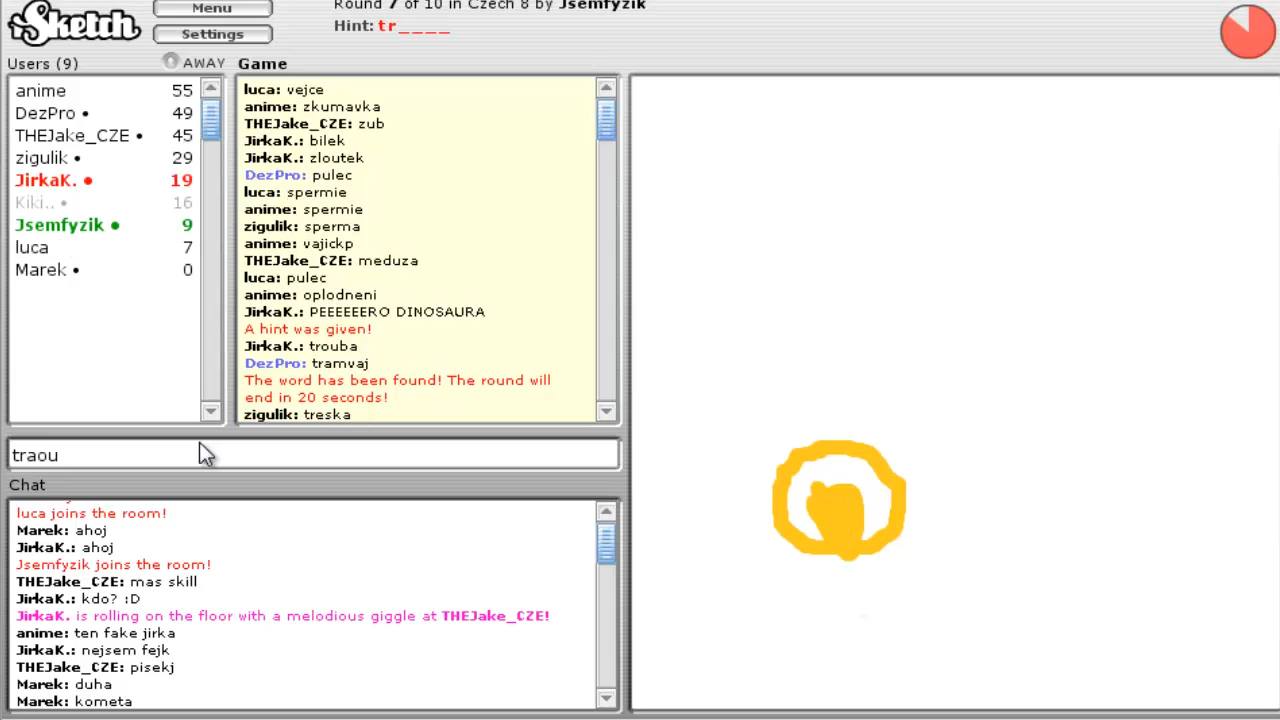 iSketch
Menu
Settings
Round 7 of 10 in Czech 8 by Jsemfyzik
Hint: tr____
Users (9)
AWAY
Game
anime 55
DezPro • 49
THEJake_CZE • 45
zigulik • 29
JirkaK. • 19
Kiki.. • 16
Jsemfyzik • 9
luca 7
Marek • 0
luca: vejce
anime: zkumavka
THEJake_CZE: zub
JirkaK.: bilek
JirkaK.: zloutek
DezPro: pulec
luca: spermie
anime: spermie
zigulik: sperma
anime: vajickp
THEJake_CZE: meduza
luca: pulec
anime: oplodneni
JirkaK.: PEEEEEERO DINOSAURA
A hint was given!
JirkaK.: trouba
DezPro: tramvaj
The word has been found! The round will
end in 20 seconds!
zigulik: treska
traou
Chat
luca joins the room!
Marek: ahoj
JirkaK.: ahoj
Jsemfyzik joins the room!
THEJake_CZE: mas skill
JirkaK.: kdo? :D
JirkaK. is rolling on the floor with a melodious giggle at THEJake_CZE!
anime: ten fake jirka
JirkaK.: nejsem fejk
THEJake_CZE: pisekj
Marek: duha
Marek: kometa